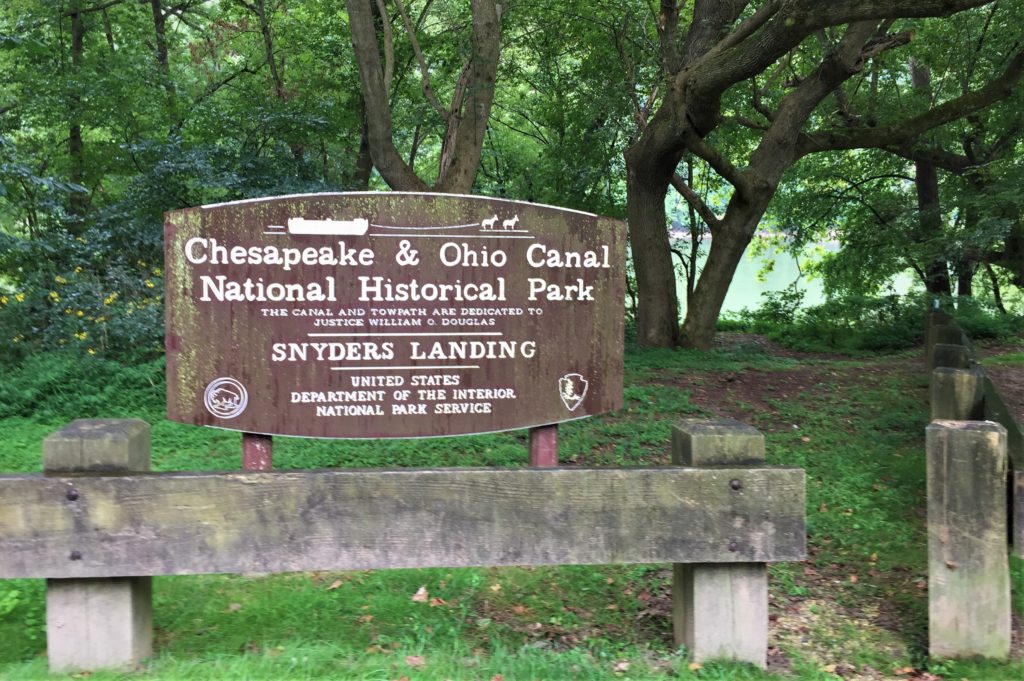 Chesapeake & Ohio Canal
National Historical Park
THE CANAL AND TOWPATH ARE DEDICATED TO
JUSTICE WILLIAM O. DOUGLAS
SNYDERS LANDING
UNITED STATES
DEPARTMENT OF THE INTERIOR
NATIONAL PARK SERVICE